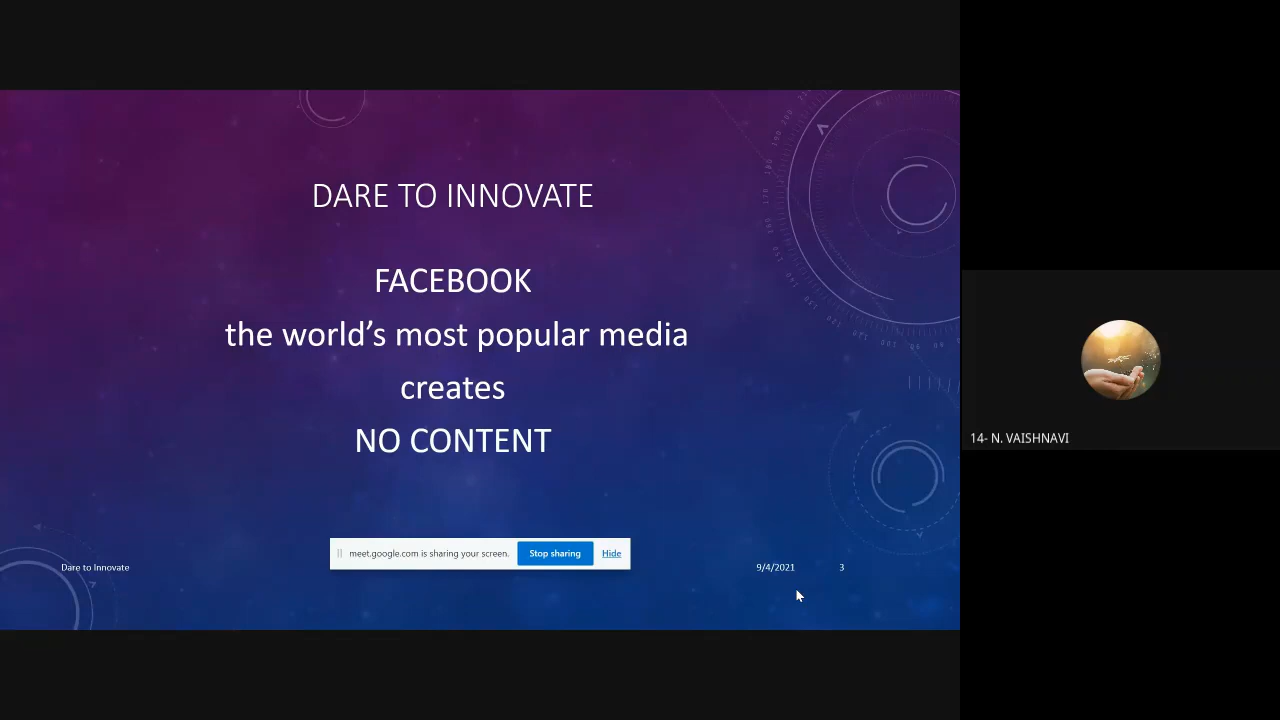 DARE TO INNOVATE
FACEBOOK
the world's most popular media
creates
NO CONTENT
meet.google.com is sharing your screen. Stop sharing Hide
Dare to Innovate 9/4/2021 3
14- N. VAISHNAVI